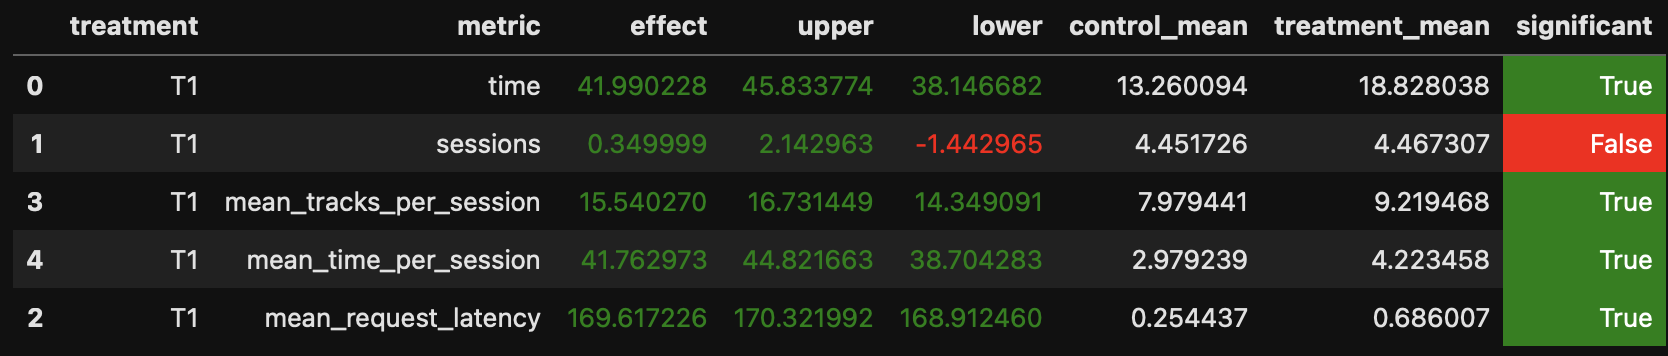 treatment metric effect upper lower control_mean treatment_mean significant
0 T1 time 41.990228 45.833774 38.146682 13.260094 18.828038 True
1 T1 sessions 0.349999 2.142963 -1.442965 4.451726 4.467307 False
3 T1 mean_tracks_per_session 15.540270 16.731449 14.349091 7.979441 9.219468 True
4 T1 mean_time_per_session 41.762973 44.821663 38.704283 2.979239 4.223458 True
2 T1 mean_request_latency 169.617226 170.321992 168.912460 0.254437 0.686007 True